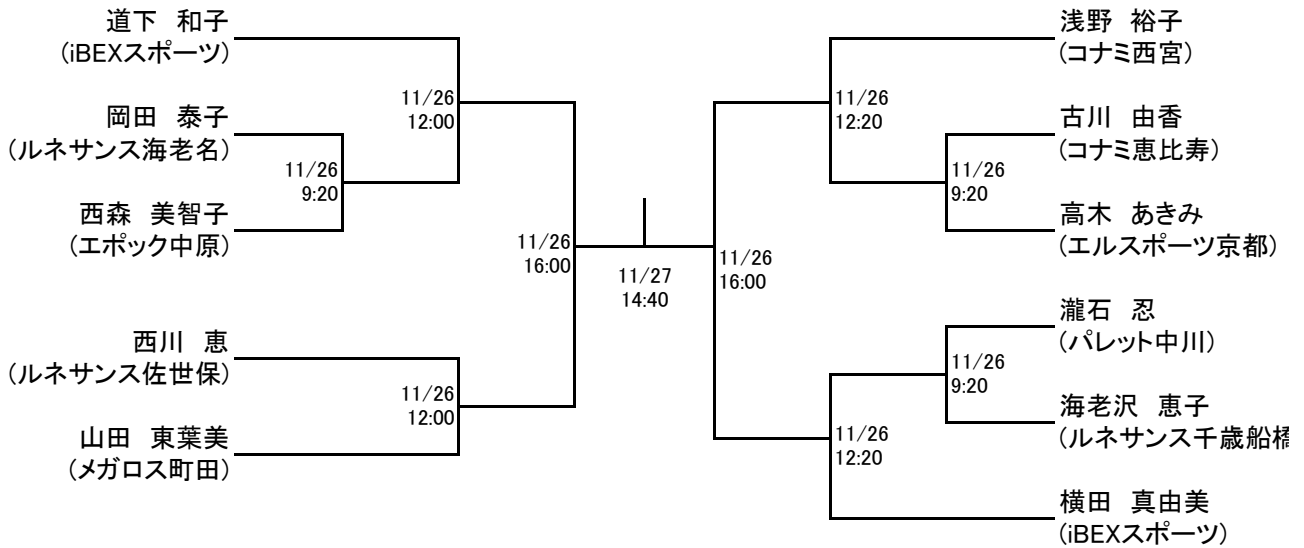 道下 和子
(iBEXスポーツ)
岡田 泰子
(ルネサンス海老名)
西森 美智子
(エポック中原)
西川 恵
(ルネサンス佐世保)
山田 東葉美
(メガロス町田)
11/26
12:00
11/26
9:20
11/26
16:00
11/26
12:00
11/27
14:40
11/26
16:00
11/26
12:20
11/26
9:20
11/26
9:20
11/26
12:20
浅野 裕子
(コナミ西宮)
古川 由香
(コナミ恵比寿)
高木 あきみ
(エルスポーツ京都)
瀧石 忍
(パレット中川)
海老沢 恵子
(ルネサンス千歳船橋
横田 真由美
(iBEXスポーツ)